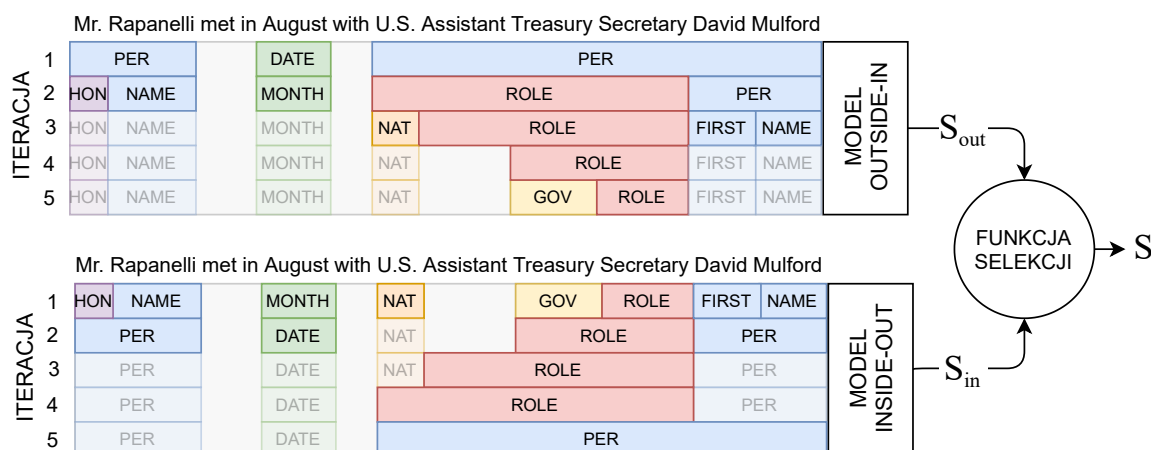 Mr. Rapanelli met in August with U.S. Assistant Treasury Secretary David Mulford
ITERACJA
1 PER DATE PER
2 HON NAME MONTH ROLE PER
3 HON NAME MONTH NAT ROLE FIRST NAME
4 HON NAME MONTH NAT ROLE FIRST NAME
5 HON NAME MONTH NAT GOV ROLE FIRST NAME
MODEL
OUTSIDE-IN
Sout
FUNKCJA
SELEKCJI
S
Mr. Rapanelli met in August with U.S. Assistant Treasury Secretary David Mulford
ITERACJA
1 HON NAME MONTH NAT GOV ROLE FIRST NAME
2 PER DATE NAT ROLE PER
3 PER DATE NAT ROLE PER
4 PER DATE ROLE PER
5 PER DATE PER
MODEL
INSIDE-OUT
Sin